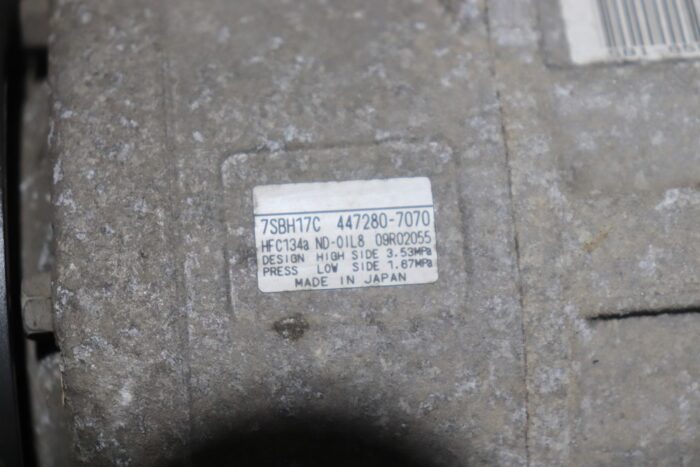 7SBH17C 447280-7070
HFC134a ND-OIL8 09R02055
DESIGN HIGH SIDE 3.53MPa
PRESS LOW SIDE 1.67MPa
MADE IN JAPAN